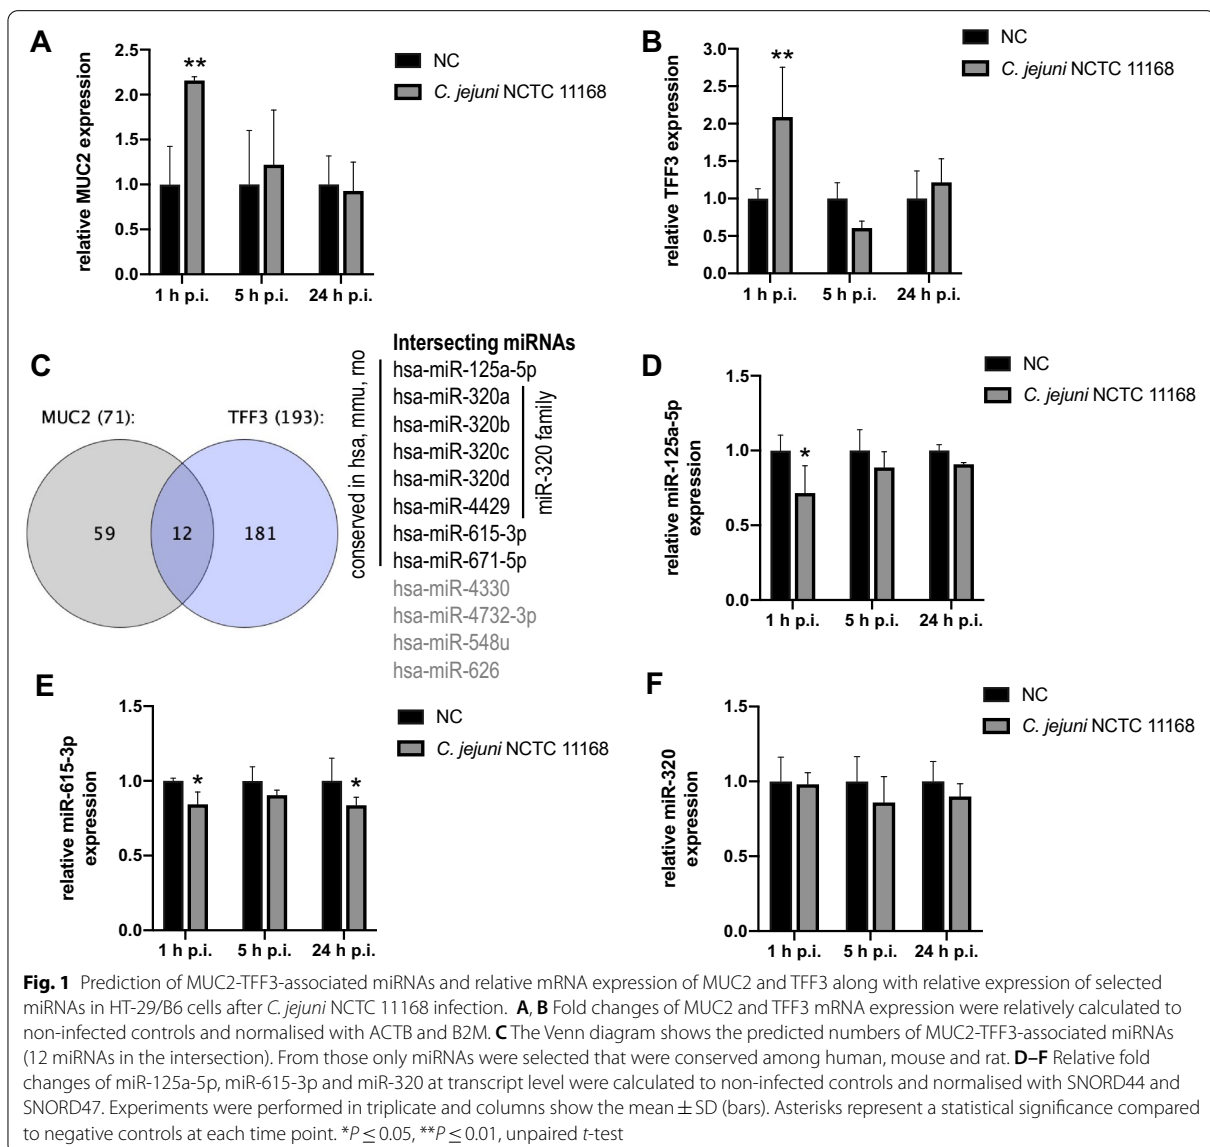 A
2.5
2.0
1.5
1.0
0.5
0.0
relative MUC2 expression
**
1 h p.i.
5 h p.i.
24 h p.i.
NC
C. jejuni NCTC 11168
B
3.0
2.5
2.0
1.5
1.0
0.5
0.0
relative TFF3 expression
**
1 h p.i.
5 h p.i.
24 h p.i.
NC
C. jejuni NCTC 11168
C
MUC2 (71):
TFF3 (193):
59
12
181
conserved in hsa, mmu, rno
Intersecting miRNAs
hsa-miR-125a-5p
hsa-miR-320a
hsa-miR-320b
hsa-miR-320c
hsa-miR-320d
hsa-miR-4429
miR-320 family
hsa-miR-615-3p
hsa-miR-671-5p
hsa-miR-4330
hsa-miR-4732-3p
hsa-miR-548u
hsa-miR-626
D
1.5
1.0
0.5
0.0
relative miR-125a-5p
expression
*
1 h p.i.
5 h p.i.
24 h p.i.
NC
C. jejuni NCTC 11168
E
1.5
1.0
0.5
0.0
relative miR-615-3p
expression
*
*
1 h p.i.
5 h p.i.
24 h p.i.
NC
C. jejuni NCTC 11168
F
1.5
1.0
0.5
0.0
relative miR-320
expression
1 h p.i.
5 h p.i.
24 h p.i.
NC
C. jejuni NCTC 11168
Fig. 1 Prediction of MUC2-TFF3-associated miRNAs and relative mRNA expression of MUC2 and TFF3 along with relative expression of selected
miRNAs in HT-29/B6 cells after C. jejuni NCTC 11168 infection. A, B Fold changes of MUC2 and TFF3 mRNA expression were relatively calculated to
non-infected controls and normalised with ACTB and B2M. C The Venn diagram shows the predicted numbers of MUC2-TFF3-associated miRNAs
(12 miRNAs in the intersection). From those only miRNAs were selected that were conserved among human, mouse and rat. D–F Relative fold
changes of miR-125a-5p, miR-615-3p and miR-320 at transcript level were calculated to non-infected controls and normalised with SNORD44 and
SNORD47. Experiments were performed in triplicate and columns show the mean ± SD (bars). Asterisks represent a statistical significance compared
to negative controls at each time point. *P ≤ 0.05, **P ≤ 0.01, unpaired t-test